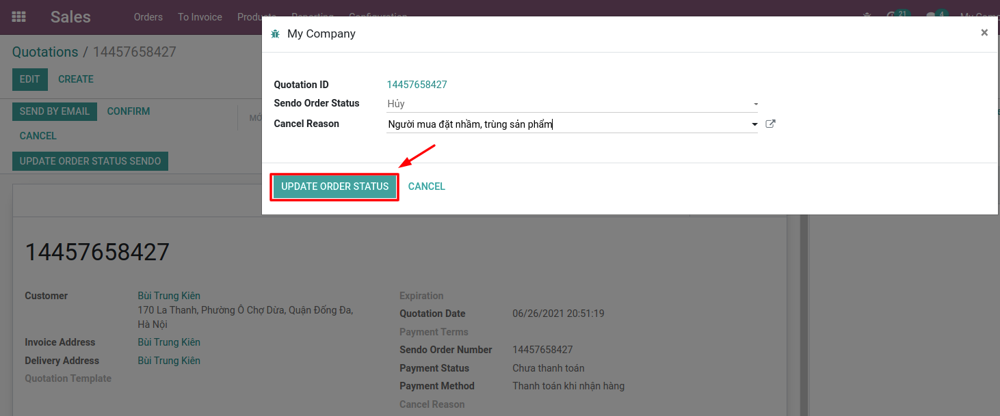 Sales
Orders
To Invoice
Products
Reporting
Configuration
21
4
My Comp
Quotations / 14457658427
EDIT
CREATE
SEND BY EMAIL
CONFIRM
CANCEL
UPDATE ORDER STATUS SENDO
My Company
×
Quotation ID 14457658427
Sendo Order Status Hủy
Cancel Reason Người mua đặt nhầm, trùng sản phẩm
UPDATE ORDER STATUS
CANCEL
14457658427
Customer Bùi Trung Kiên
170 La Thanh, Phường Ô Chợ Dừa, Quận Đống Đa,
Hà Nội
Invoice Address Bùi Trung Kiên
Delivery Address Bùi Trung Kiên
Quotation Template
Expiration
Quotation Date 06/26/2021 20:51:19
Payment Terms
Sendo Order Number 14457658427
Payment Status Chưa thanh toán
Payment Method Thanh toán khi nhận hàng
Cancel Reason